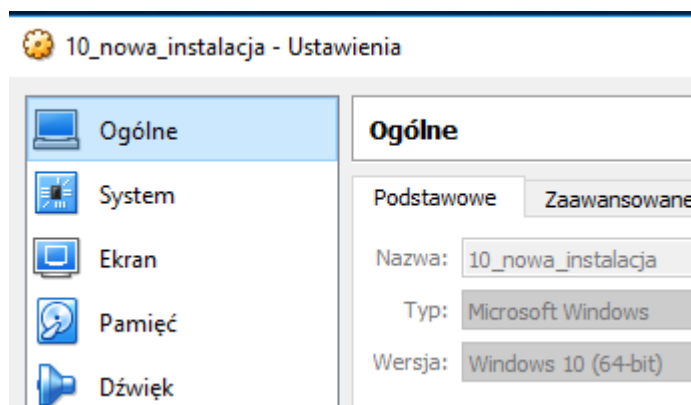 10_nowa_instalacja - Ustawienia
Ogólne
System
Ekran
Pamięć
Dźwięk
Ogólne
Podstawowe Zaawansowane
Nazwa: 10_nowa_instalacja
Typ: Microsoft Windows
Wersja: Windows 10 (64-bit)